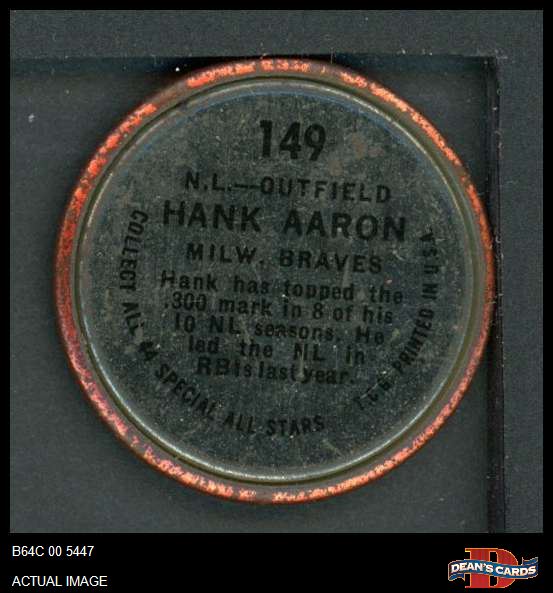 149
N.L.—OUTFIELD
HANK AARON
MILW. BRAVES
Hank has topped the
.300 mark in 8 of his
10 NL seasons. He
led the NL in
RBIs last year.
COLLECT ALL 44 SPECIAL ALL STARS
T.C.G. PRINTED IN U.S.A.
B64C 00 5447
ACTUAL IMAGE
D
DEAN'S CARDS